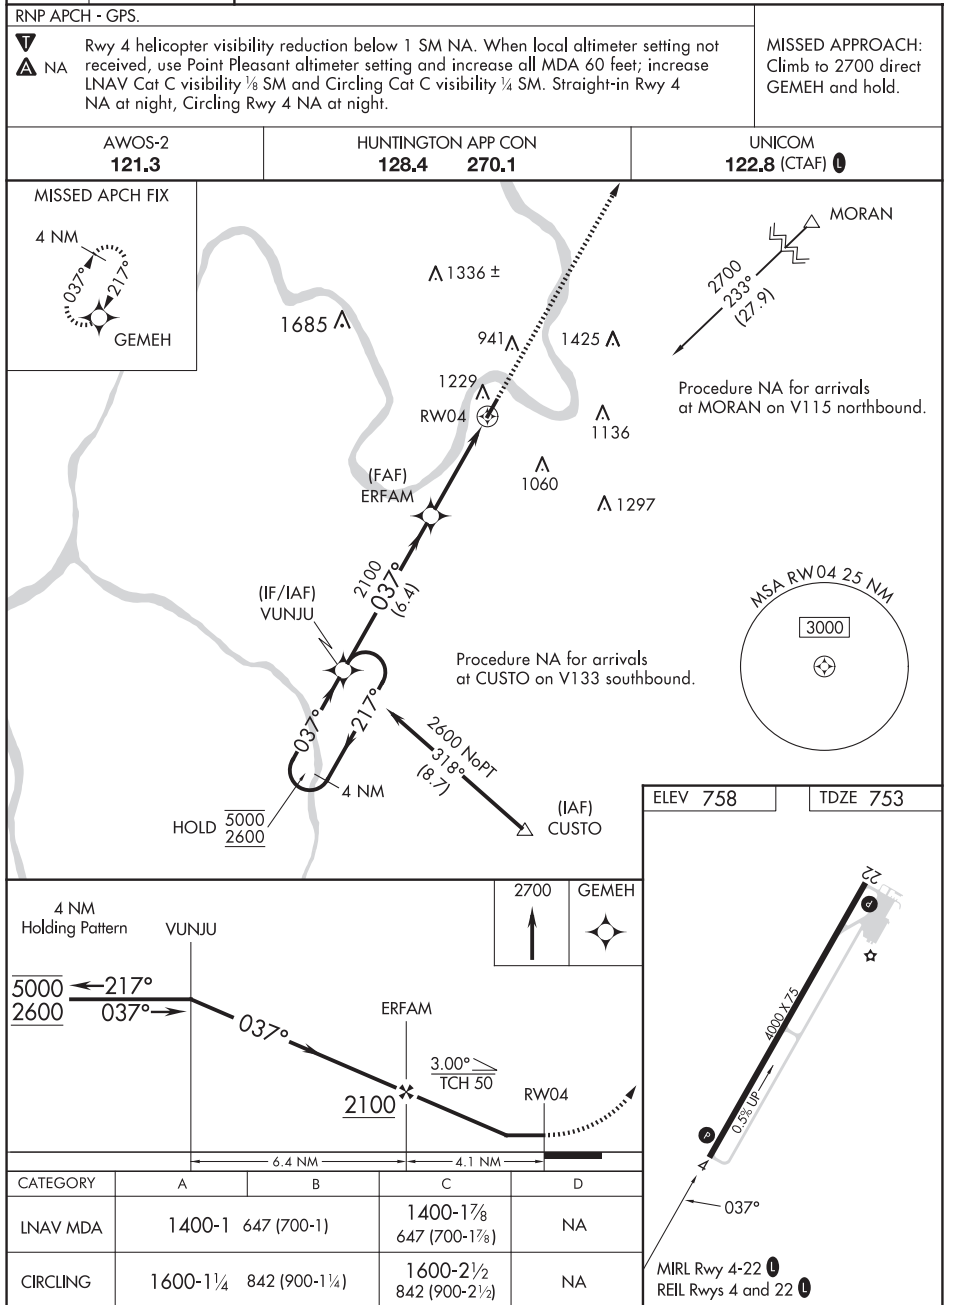 RNP APCH - GPS.
T
A NA
Rwy 4 helicopter visibility reduction below 1 SM NA. When local altimeter setting not
received, use Point Pleasant altimeter setting and increase all MDA 60 feet; increase
LNAV Cat C visibility ⅛ SM and Circling Cat C visibility ¼ SM. Straight-in Rwy 4
NA at night, Circling Rwy 4 NA at night.
MISSED APPROACH:
Climb to 2700 direct
GEMEH and hold.
AWOS-2
121.3
HUNTINGTON APP CON
128.4 270.1
UNICOM
122.8 (CTAF) L
MISSED APCH FIX
4 NM
037°
217°
GEMEH
1336 ±
1685
941
1425
1229
RW04
1136
1060
1297
MORAN
2700
233°
(27.9)
Procedure NA for arrivals
at MORAN on V115 northbound.
(FAF)
ERFAM
2100
037°
(6.4)
(IF/IAF)
VUNJU
MSA RW04 25 NM
3000
Procedure NA for arrivals
at CUSTO on V133 southbound.
037°
217°
2600 NoPT
318°
(8.7)
4 NM
HOLD 5000
2600
(IAF)
CUSTO
ELEV 758
TDZE 753
22
P
4000 X 75
0.5% UP
P
4
037°
MIRL Rwy 4-22 L
REIL Rwys 4 and 22 L
4 NM
Holding Pattern
VUNJU
2700
GEMEH
5000
2600
217°
037°
037°
ERFAM
3.00°
TCH 50
2100
RW04
6.4 NM
4.1 NM
CATEGORY A B C D
LNAV MDA 1400-1 647 (700-1) 1400-1⅞ 647 (700-1⅞) NA
CIRCLING 1600-1¼ 842 (900-1¼) 1600-2½ 842 (900-2½) NA